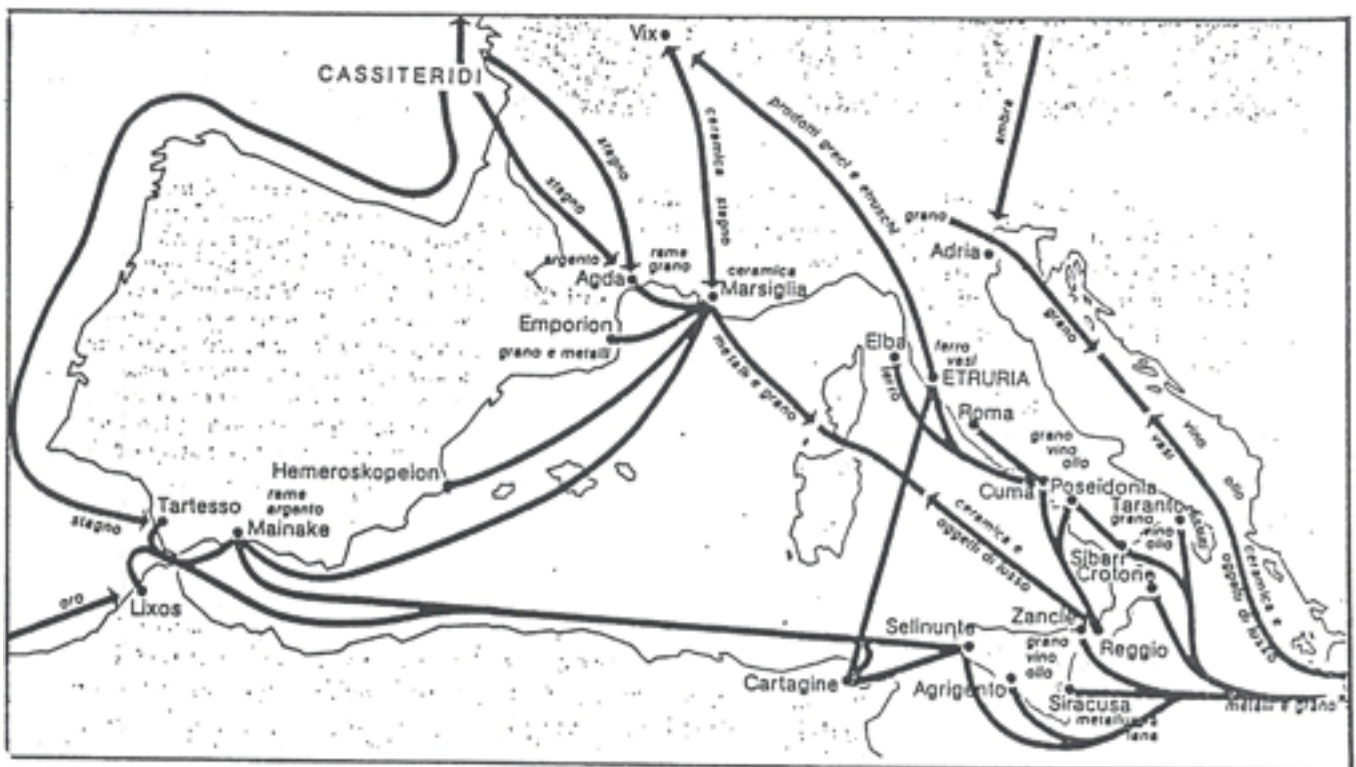 Vix
CASSITERIDI
stagno
stagno
ceramica stagno
prodotti greci e etruschi
ambra
grano
Adria
argento
Agda
rame
grano
ceramica
Marsiglia
Emporion
grano e metalli
metalli e grano
Elba
ferro
ferro
vasi
ETRURIA
Roma
grano
vasi
vino
olio
grano
vino
olio
Cuma
Poseidonia
Taranto
grano
vino
olio
Sibari
Crotone
ceramica e
oggetti di lusso
ceramica e
oggetti di lusso
Hemeroskopeion
rame
argento
Tartesso
Mainake
stagno
oro
Lixos
Selinunte
Zancle
grano
vino
olio
Reggio
Cartagine
Agrigento
Siracusa
lana
metalli e grano